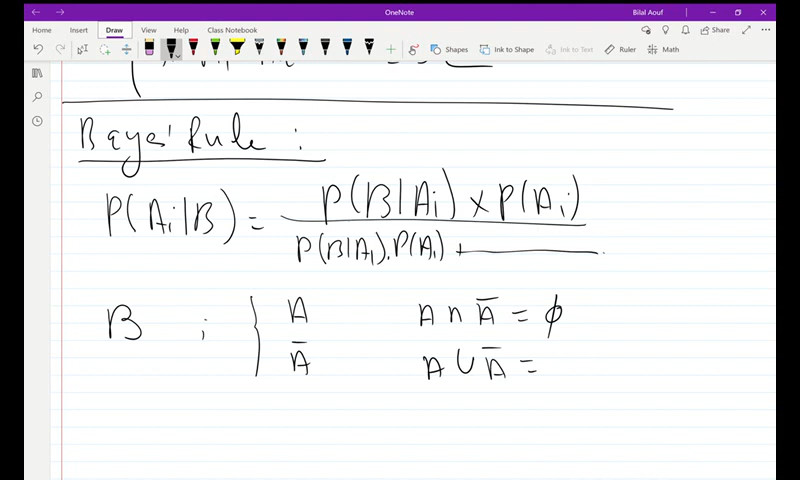 OneNote
Bilal Aouf
Home Insert Draw View Help Class Notebook
Share
Shapes Ink to Shape Ink to Text Ruler Math
Bayes' Rule :
P(Ai|B) = P(B|Ai) × P(Ai)
P(B|A1).P(A1) + ———.
B ; } A A ∩ A̅ = ϕ
A̅ A ∪ A̅ =